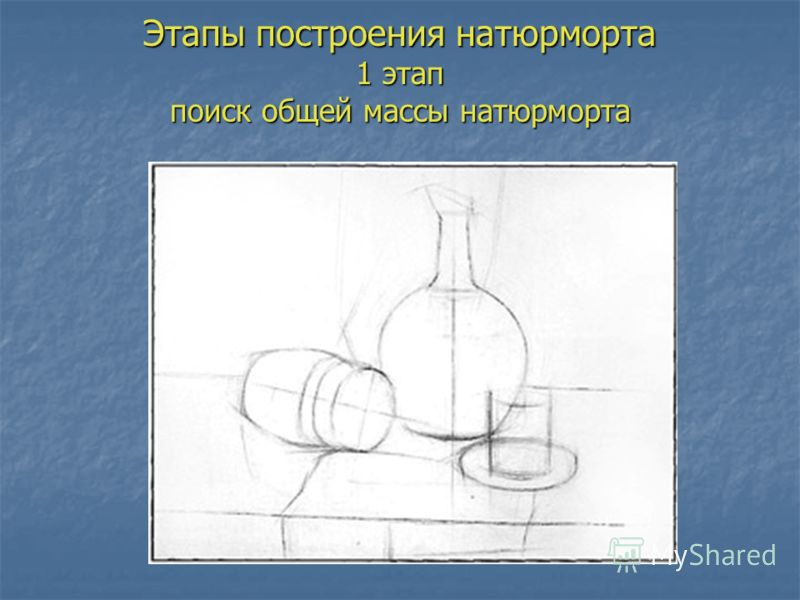 Этапы построения натюрморта
1 этап
поиск общей массы натюрморта
MyShared